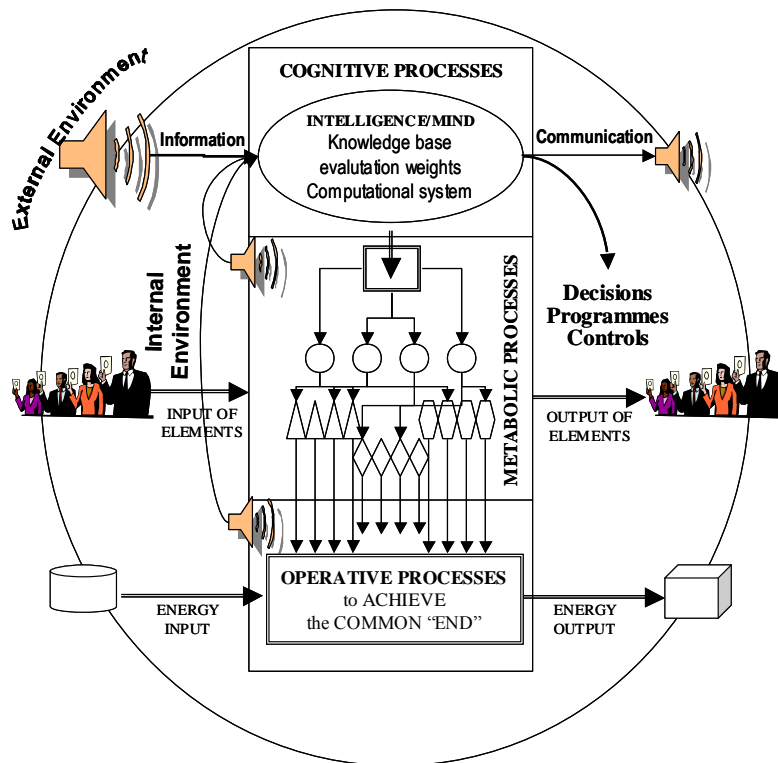 External Environment
COGNITIVE PROCESSES
INTELLIGENCE/MIND
Knowledge base
evalutation weights
Computational system
Information
Communication
Decisions
Programmes
Controls
Internal
Environment
METABOLIC PROCESSES
INPUT OF
ELEMENTS
OUTPUT OF
ELEMENTS
OPERATIVE PROCESSES
to ACHIEVE
the COMMON “END”
ENERGY
INPUT
ENERGY
OUTPUT